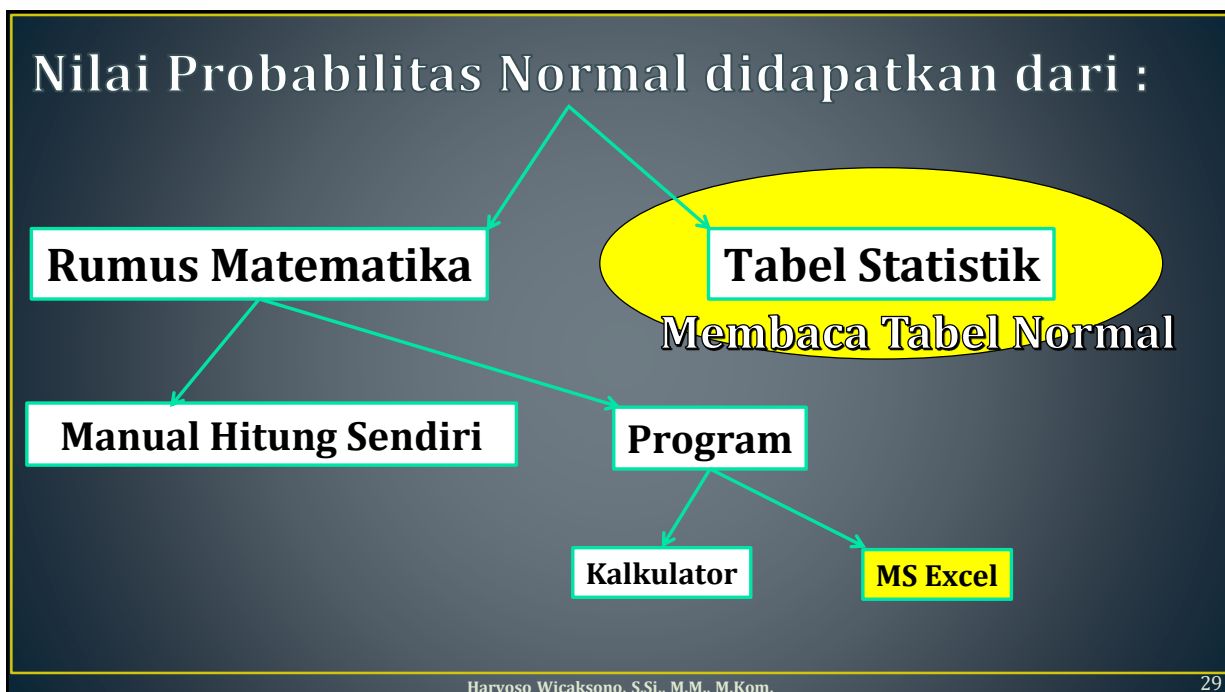 Nilai Probabilitas Normal didapatkan dari :
Rumus Matematika
Tabel Statistik
Membaca Tabel Normal
Manual Hitung Sendiri
Program
Kalkulator
MS Excel
Haryoso Wicaksono, S.Si., M.M., M.Kom.
29